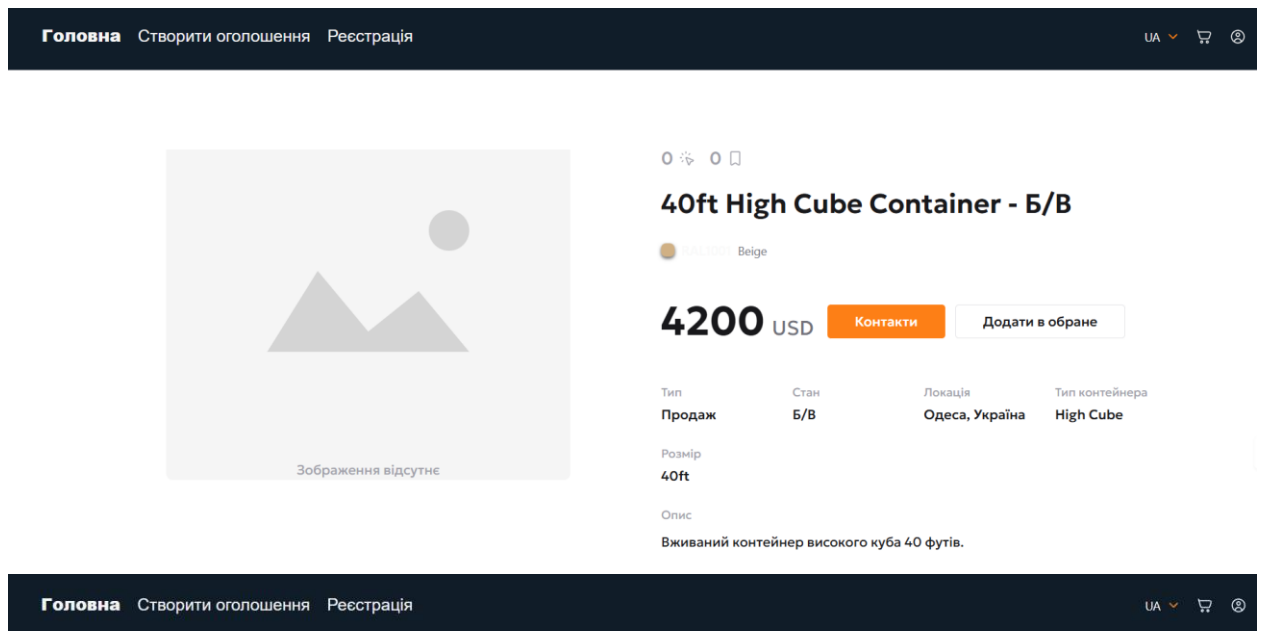 Головна Створити оголошення Реєстрація UA
0 0
40ft High Cube Container - Б/В
Beige
4200 USD Контакти Додати в обране
Тип Стан Локація Тип контейнера
Продаж Б/В Одеса, Україна High Cube
Розмір
40ft
Опис
Вживаний контейнер високого куба 40 футів.
Зображення відсутнє
Головна Створити оголошення Реєстрація UA